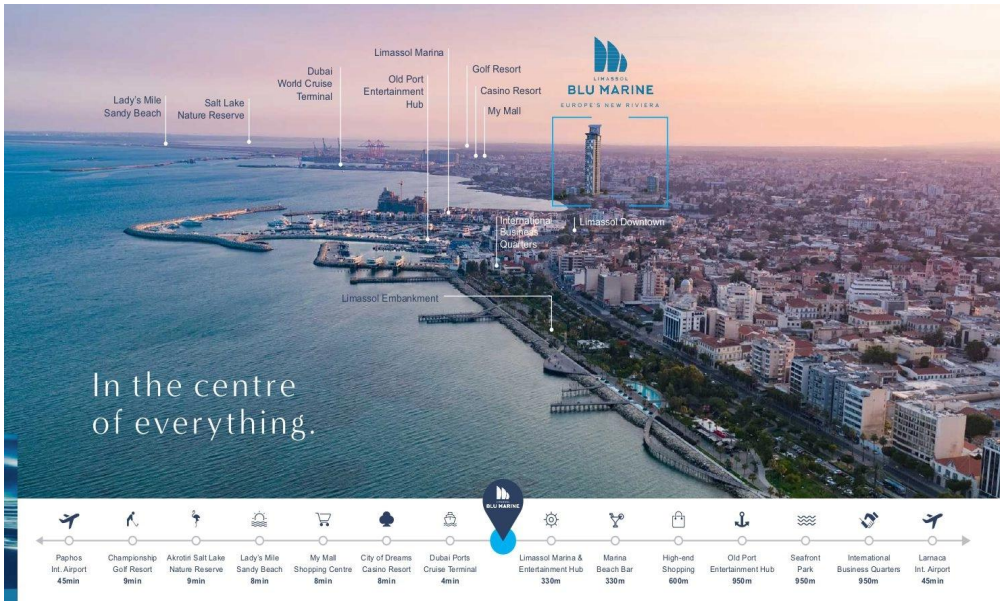 Limassol Marina
Golf Resort
Dubai
World Cruise
Terminal
Old Port
Entertainment
Hub
Casino Resort
My Mall
Lady's Mile
Sandy Beach
Salt Lake
Nature Reserve
LIMASSOL
BLU MARINE
EUROPE'S NEW RIVIERA
International
Business
Quarters
Limassol Downtown
Limassol Embankment
In the centre
of everything.
BLU MARINE
Paphos
Int. Airport
45min
Championship
Golf Resort
9min
Akrotiri Salt Lake
Nature Reserve
9min
Lady's Mile
Sandy Beach
8min
My Mall
Shopping Centre
8min
City of Dreams
Casino Resort
8min
Dubai Ports
Cruise Terminal
4min
Limassol Marina &
Entertainment Hub
330m
Marina
Beach Bar
330m
High-end
Shopping
600m
Old Port
Entertainment Hub
950m
Seafront
Park
950m
International
Business Quarters
950m
Larnaca
Int. Airport
45min